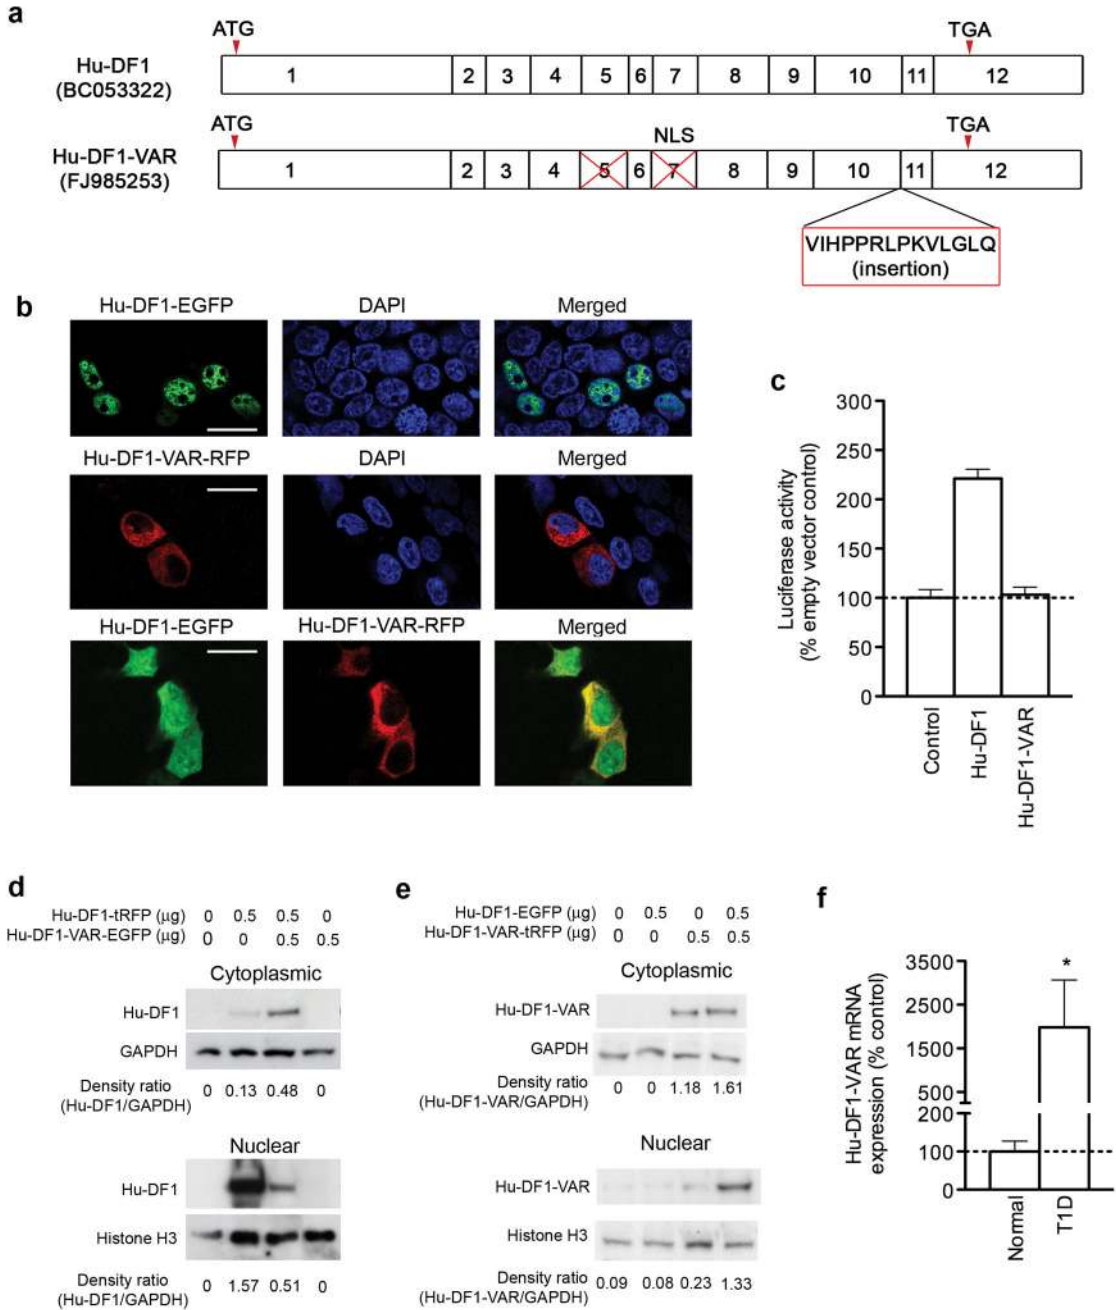 a
ATG TGA
Hu-DF1
(BC053322)
1 2 3 4 5 6 7 8 9 10 11 12
ATG NLS TGA
Hu-DF1-VAR
(FJ985253)
1 2 3 4 5 6 7 8 9 10 11 12
VIHPPRLPKVLGLQ
(insertion)
b
Hu-DF1-EGFP DAPI Merged
Hu-DF1-VAR-RFP DAPI Merged
Hu-DF1-EGFP Hu-DF1-VAR-RFP Merged
c
Luciferase activity
(% empty vector control)
300
250
200
150
100
50
0
Control
Hu-DF1
Hu-DF1-VAR
d
Hu-DF1-tRFP (μg) 0 0.5 0.5 0
Hu-DF1-VAR-EGFP (μg) 0 0 0.5 0.5
Cytoplasmic
Hu-DF1
GAPDH
Density ratio
(Hu-DF1/GAPDH) 0 0.13 0.48 0
Nuclear
Hu-DF1
Histone H3
Density ratio
(Hu-DF1/GAPDH) 0 1.57 0.51 0
e
Hu-DF1-EGFP (μg) 0 0.5 0 0.5
Hu-DF1-VAR-tRFP (μg) 0 0 0.5 0.5
Cytoplasmic
Hu-DF1-VAR
GAPDH
Density ratio
(Hu-DF1-VAR/GAPDH) 0 0 1.18 1.61
Nuclear
Hu-DF1-VAR
Histone H3
Density ratio
(Hu-DF1-VAR/GAPDH) 0.09 0.08 0.23 1.33
f
Hu-DF1-VAR mRNA
expression (% control)
3500
2500
1500
500
200
100
0
*
Normal
T1D